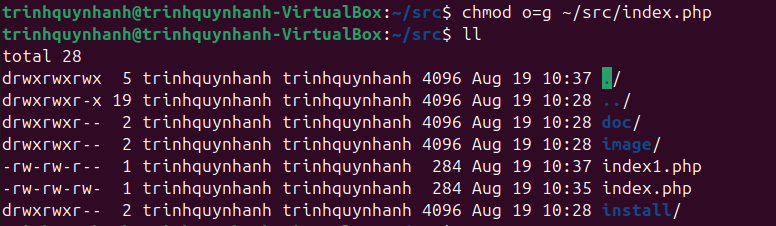 trinhquynhanh@trinhquynhanh-VirtualBox:~/src$ chmod o=g ~/src/index.php
trinhquynhanh@trinhquynhanh-VirtualBox:~/src$ ll
total 28
drwxrwxrwx  5 trinhquynhanh trinhquynhanh 4096 Aug 19 10:37 ./
drwxrwxr-x 19 trinhquynhanh trinhquynhanh 4096 Aug 19 10:28 ../
drwxrwxr--  2 trinhquynhanh trinhquynhanh 4096 Aug 19 10:28 doc/
drwxrwxr--  2 trinhquynhanh trinhquynhanh 4096 Aug 19 10:28 image/
-rw-rw-r--  1 trinhquynhanh trinhquynhanh  284 Aug 19 10:37 index1.php
-rw-rw-rw-  1 trinhquynhanh trinhquynhanh  284 Aug 19 10:35 index.php
drwxrwxr--  2 trinhquynhanh trinhquynhanh 4096 Aug 19 10:28 install/